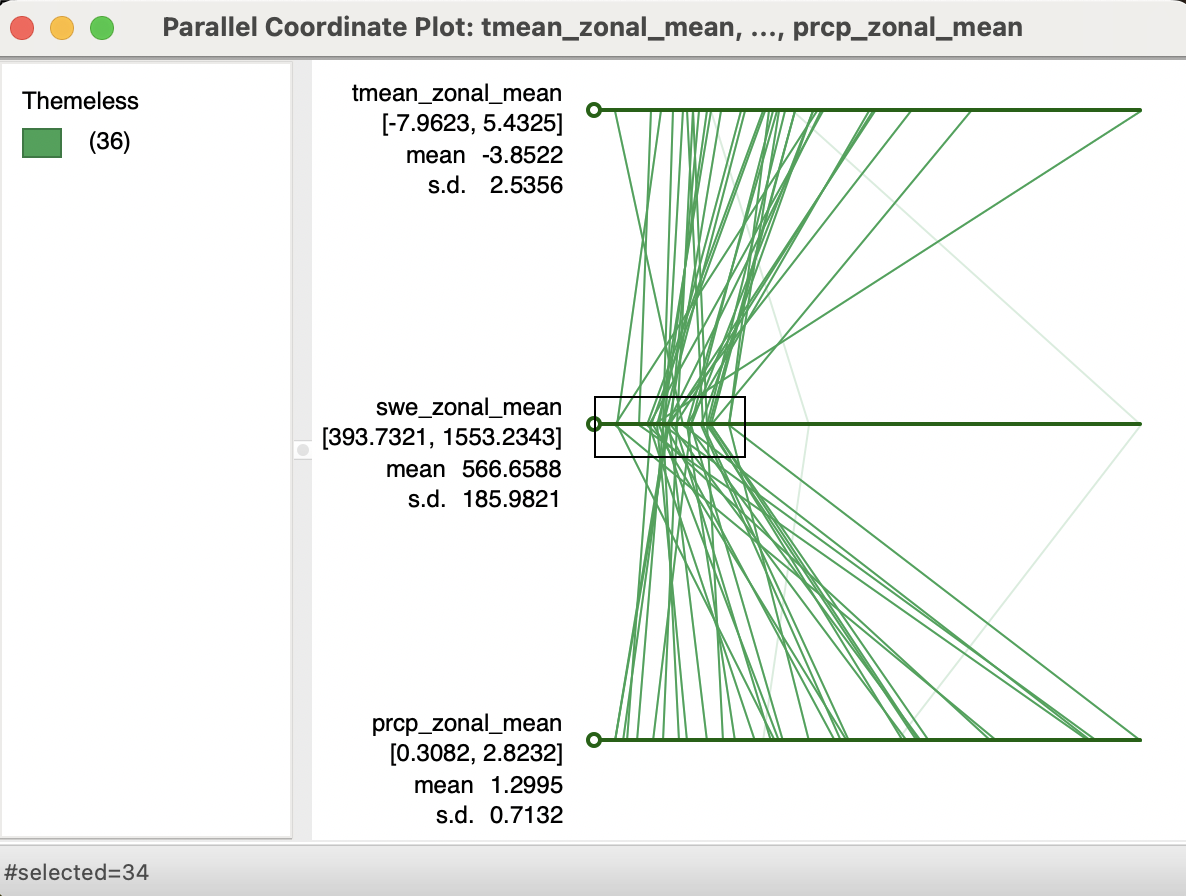 Parallel Coordinate Plot: tmean_zonal_mean, ..., prcp_zonal_mean
Themeless
(36)
tmean_zonal_mean
[-7.9623, 5.4325]
mean -3.8522
s.d. 2.5356
swe_zonal_mean
[393.7321, 1553.2343]
mean 566.6588
s.d. 185.9821
prcp_zonal_mean
[0.3082, 2.8232]
mean 1.2995
s.d. 0.7132
#selected=34